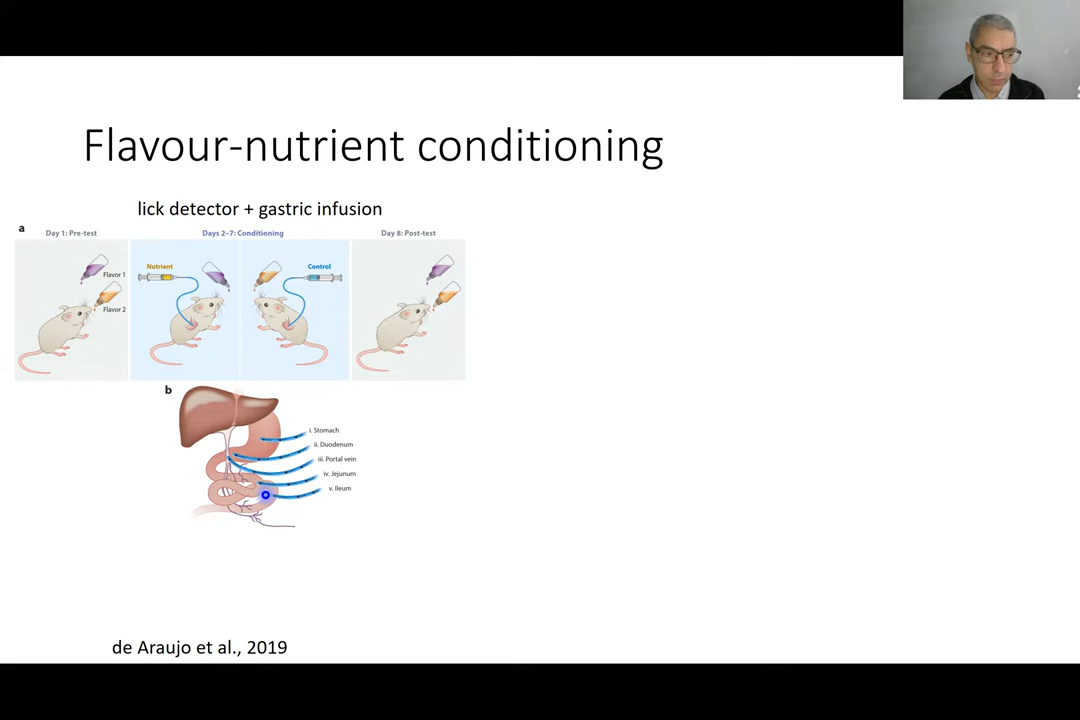 Flavour-nutrient conditioning
lick detector + gastric infusion
a
Day 1: Pre-test
Days 2–7: Conditioning
Day 8: Post-test
Flavor 1
Flavor 2
Nutrient
Control
b
i. Stomach
ii. Duodenum
iii. Portal vein
iv. Jejunum
v. Ileum
de Araujo et al., 2019